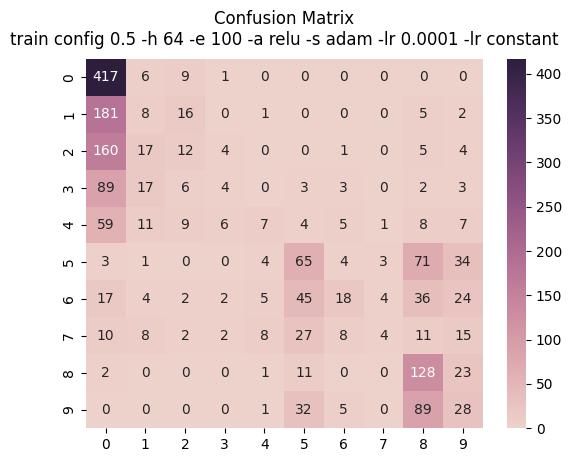 Confusion Matrix
train config 0.5 -h 64 -e 100 -a relu -s adam -lr 0.0001 -lr constant
0 417 6 9 1 0 0 0 0 0 0
1 181 8 16 0 1 0 0 0 5 2
2 160 17 12 4 0 0 1 0 5 4
3 89 17 6 4 0 3 3 0 2 3
4 59 11 9 6 7 4 5 1 8 7
5 3 1 0 0 4 65 4 3 71 34
6 17 4 2 2 5 45 18 4 36 24
7 10 8 2 2 8 27 8 4 11 15
8 2 0 0 0 1 11 0 0 128 23
9 0 0 0 0 1 32 5 0 89 28
0 1 2 3 4 5 6 7 8 9
400
350
300
250
200
150
100
50
0